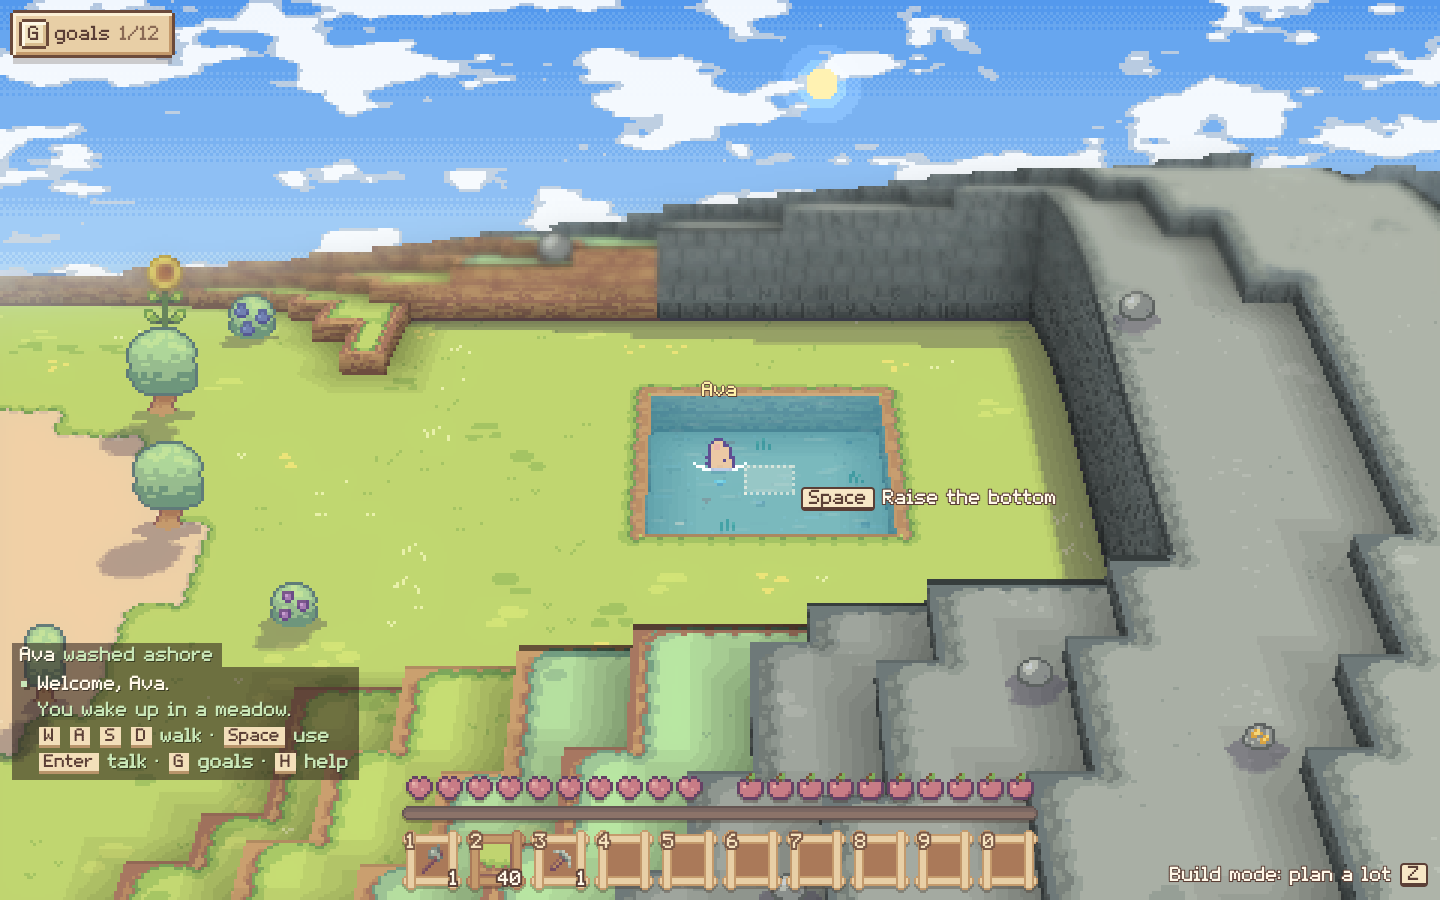 G goals 1/12
Ava
Space Raise the bottom
Ava washed ashore
Welcome, Ava.
You wake up in a meadow.
W A S D walk · Space use
Enter talk · G goals · H help
1 2 3 4 5 6 7 8 9 0
1 40 1
Build mode: plan a lot Z